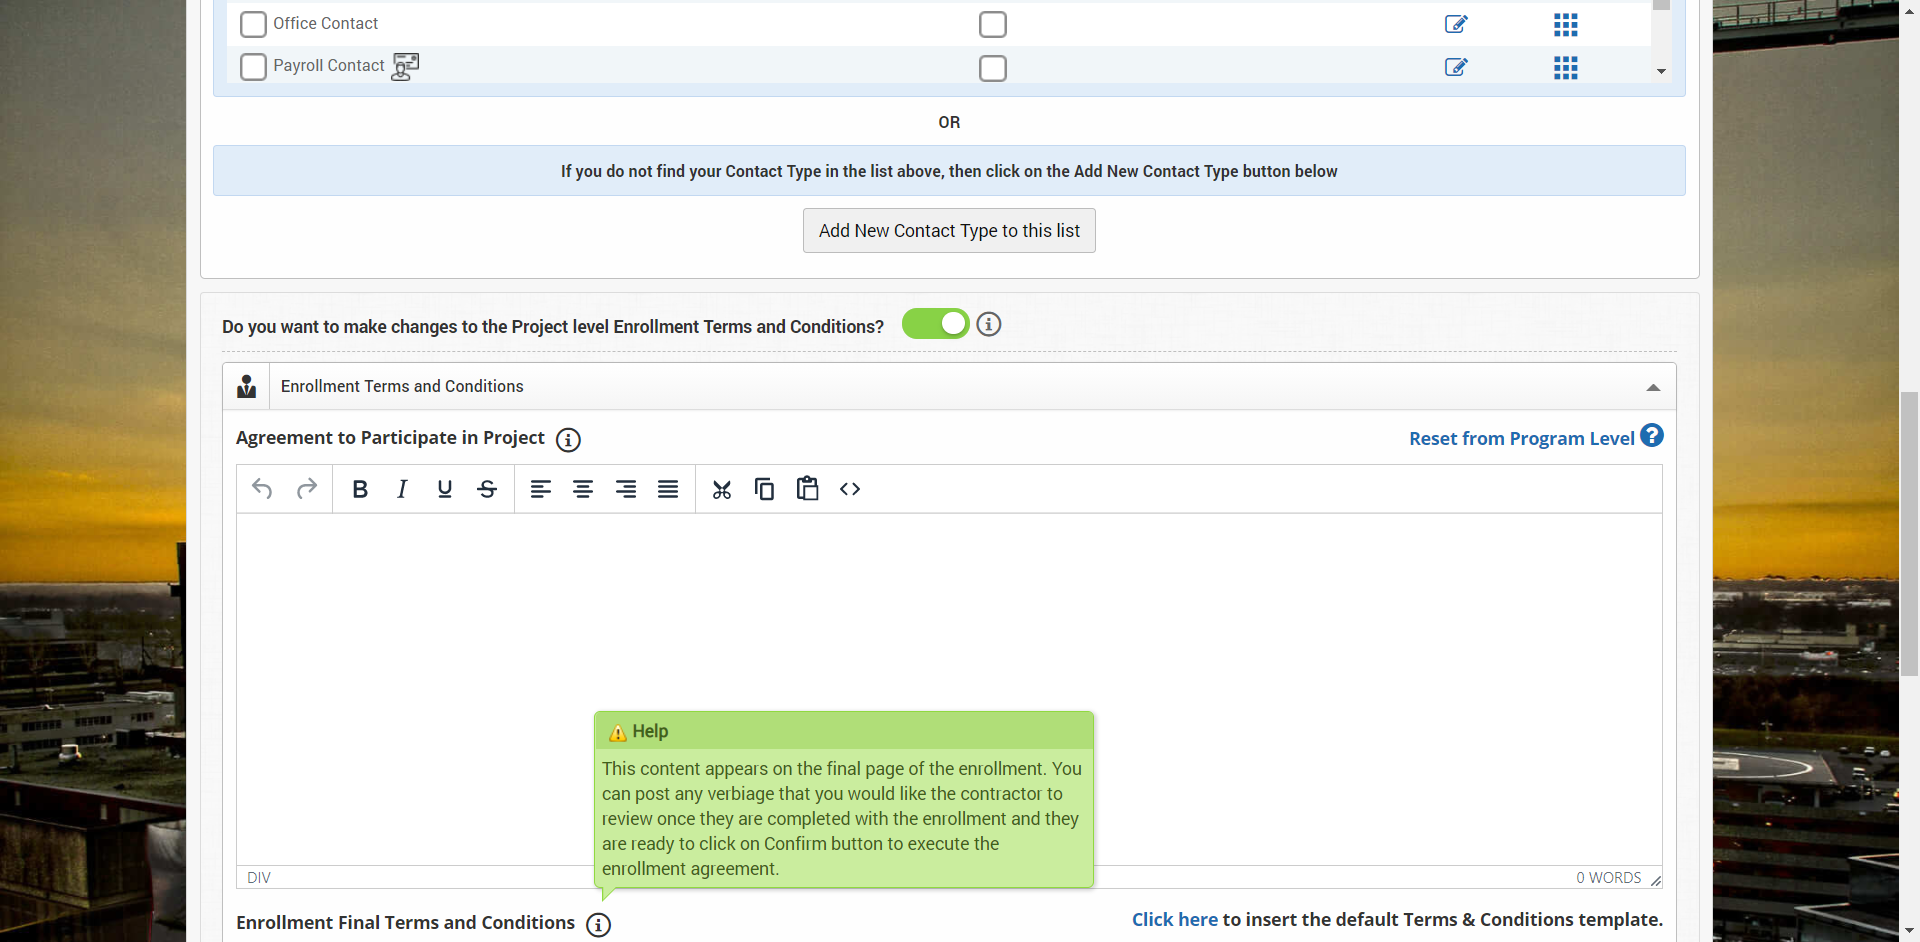 Office Contact
Payroll Contact
OR
If you do not find your Contact Type in the list above, then click on the Add New Contact Type button below
Add New Contact Type to this list
Do you want to make changes to the Project level Enrollment Terms and Conditions?
Enrollment Terms and Conditions
Agreement to Participate in Project
Reset from Program Level
Help
This content appears on the final page of the enrollment. You
can post any verbiage that you would like the contractor to
review once they are completed with the enrollment and they
are ready to click on Confirm button to execute the
enrollment agreement.
DIV
0 WORDS
Enrollment Final Terms and Conditions
Click here to insert the default Terms & Conditions template.